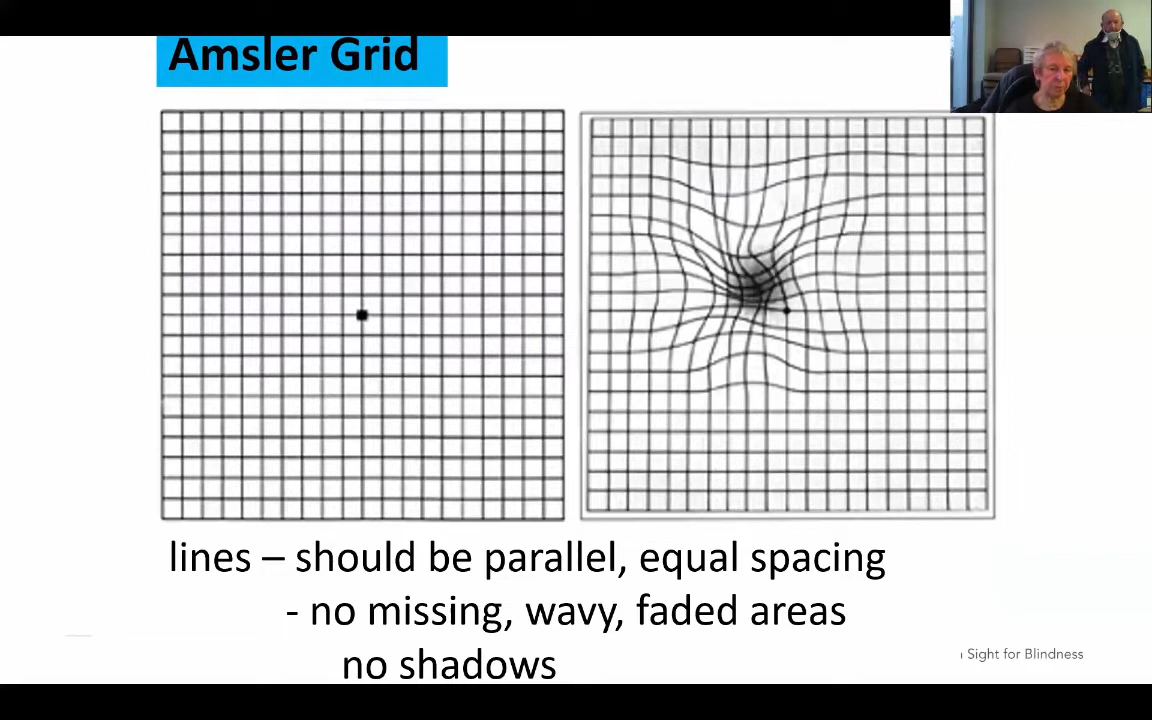 Amsler Grid
lines – should be parallel, equal spacing
- no missing, wavy, faded areas
no shadows
Sight for Blindness